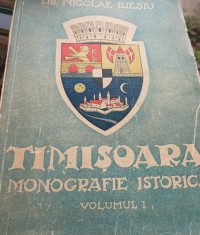 DR. NICOLAE ILIEȘIU
TIMIȘOARA
MONOGRAFIE ISTORICĂ
VOLUMUL I